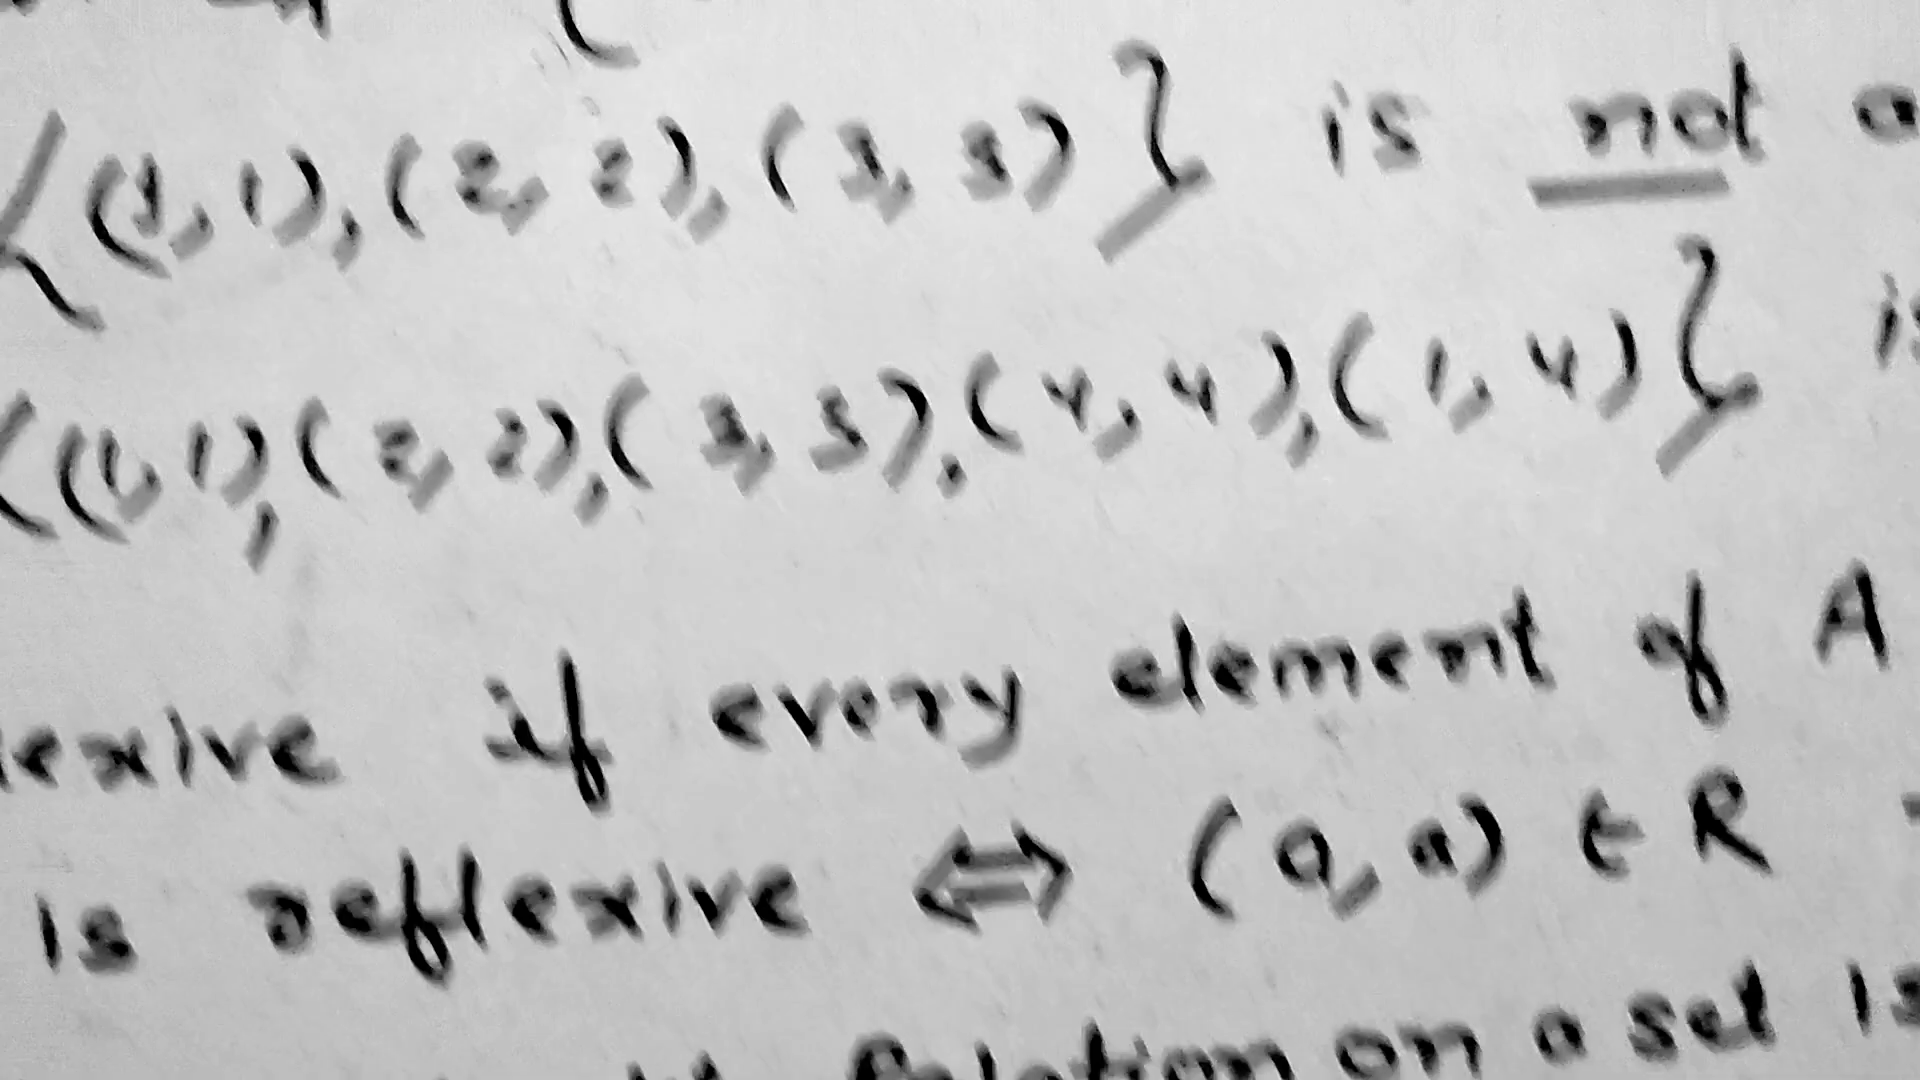 {(1,1),(2,2),(3,3)} is not a
{(1,1),(2,2),(3,3),(4,4),(1,4)} is
lexive if every element of A
is reflexive ⇔ (a,a) ∈ R
Relation on a set is